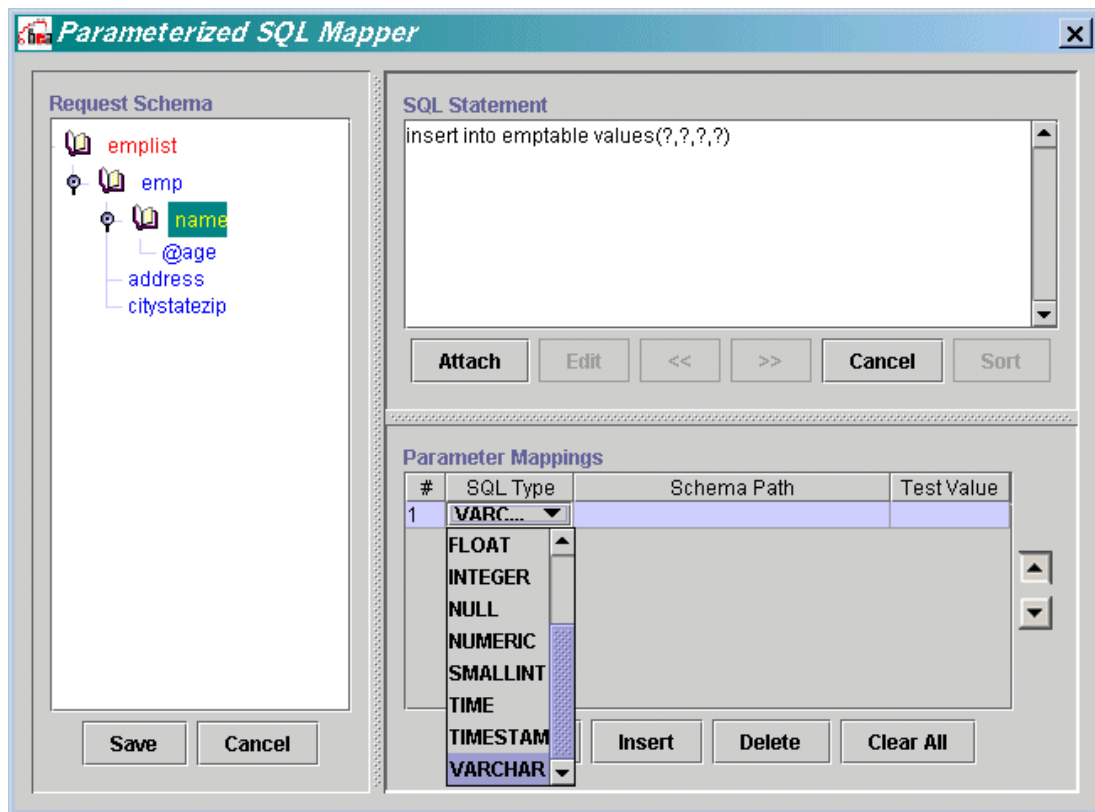 Parameterized SQL Mapper
Request Schema
emplist
emp
name
@age
address
citystatezip
Save Cancel
SQL Statement
insert into emptable values(?,?,?,?)
Attach Edit << >> Cancel Sort
Parameter Mappings
# SQL Type Schema Path Test Value
1 VARC...
FLOAT
INTEGER
NULL
NUMERIC
SMALLINT
TIME
TIMESTAM
VARCHAR
Insert Delete Clear All